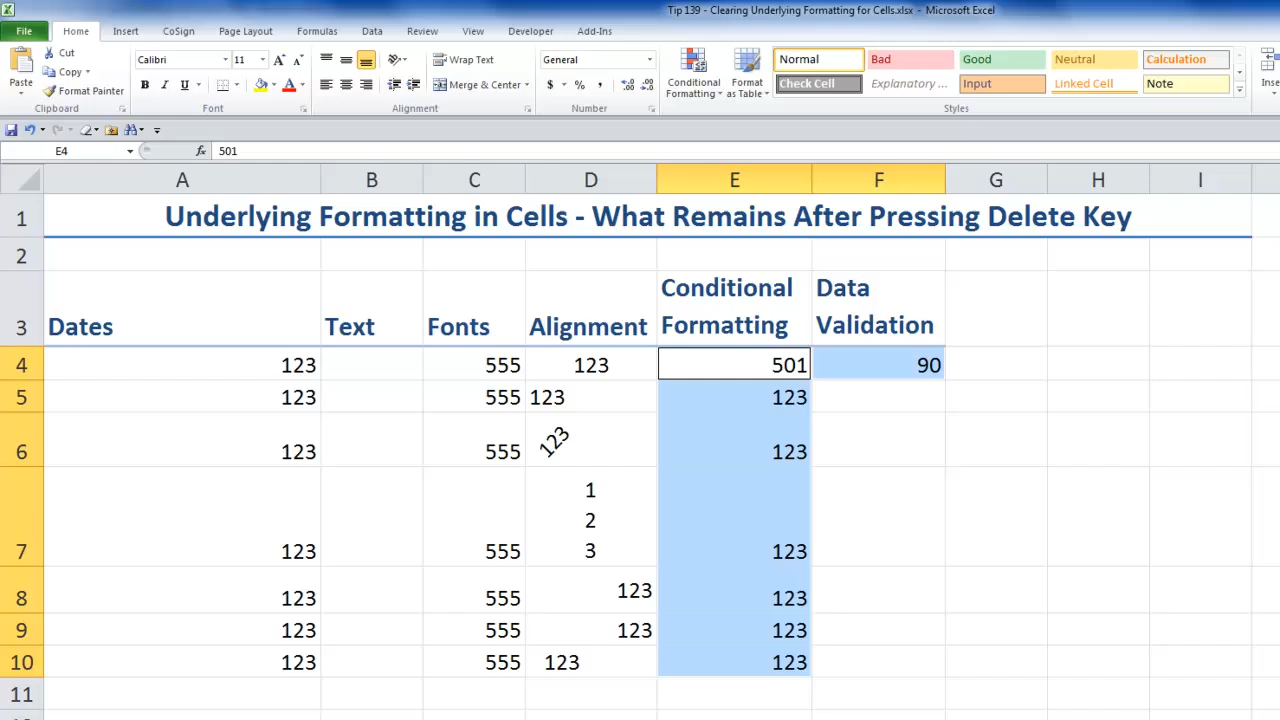 Tip 139 - Clearing Underlying Formatting for Cells.xlsx - Microsoft Excel
File Home Insert CoSign Page Layout Formulas Data Review View Developer Add-Ins
Paste
Cut
Copy
Format Painter
Clipboard
Calibri 11 A A
B I U A
Font
Wrap Text
Merge & Center
Alignment
General
$ % , .0 .00 .00 .0
Number
Conditional Formatting
Format as Table
Normal Bad Good Neutral Calculation
Check Cell Explanatory ... Input Linked Cell Note
Styles
Inse
E4 fx 501
A B C D E F G H I
1 Underlying Formatting in Cells - What Remains After Pressing Delete Key
2
Conditional Data
3 Dates Text Fonts Alignment Formatting Validation
4 123 555 123 501 90
5 123 555 123 123
6 123 555 123 123
1
2
7 123 555 3 123
8 123 555 123 123
9 123 555 123 123
10 123 555 123 123
11